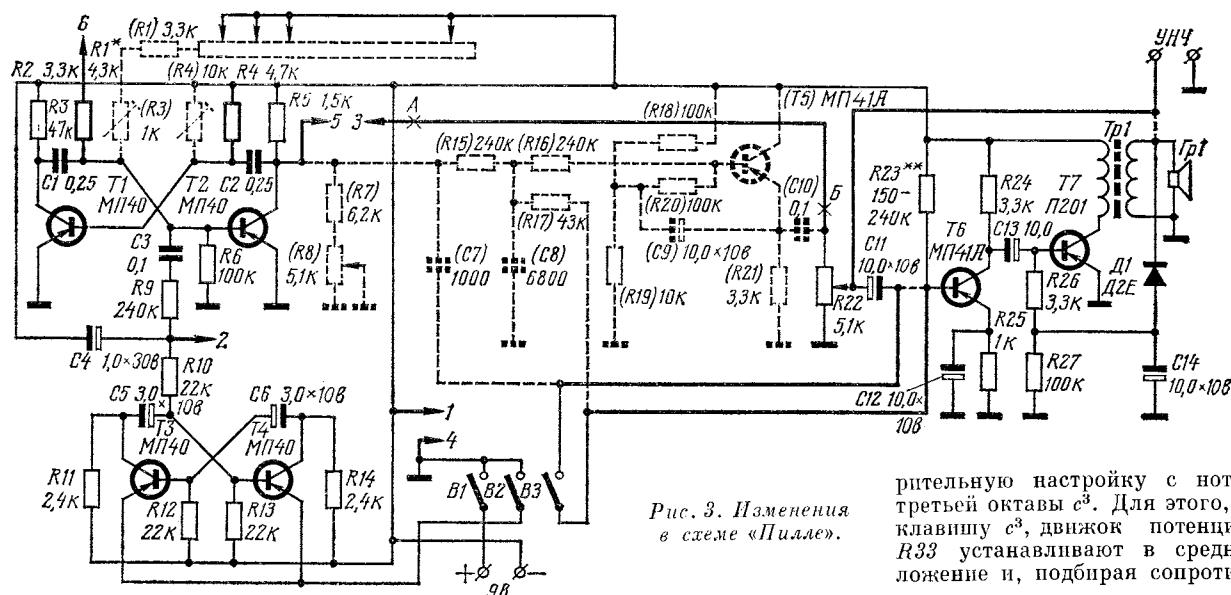 б
R1*
(R1) 3,3к
R2 3,3к
4,3к
(R4) 10к
R4 4,7к
R3
47к
(R3)
1к
R5 1,5к
5 3
А
C1 0,25
T1
МП40
T2
МП40
C2 0,25
(R15) 240к
(R16) 240к
(R18) 100к
(T5) МП41А
(R7)
6,2к
(R17) 43к
(R20) 100к
(C10)
0,1
Б
C3
0,1
R6
100к
(R8)
5,1к
(C7)
1000
(C8)
6800
(C9) 10,0×10в
(R19) 10к
(R21)
3,3к
C11
10,0×10в
R22
5,1к
R9
240к
2
C4 1,0×30в
R10
22к
C5 3,0×
10в
C6 3,0×10в
T3
МП40
T4
МП40
R11
2,4к
R12
22к
R13
22к
R14
2,4к
1
4
В1
В2
В3
+
−
9В
УНЧ
Тр1
Гр1
R23**
150-
240к
R24
3,3к
T7
П201
C13 10,0
T6
МП41А
R26
3,3к
Д1
Д2Е
R25
1к
R27
100к
C14
10,0×10в
C12 10,0×
10в
Рис. 3. Изменения
в схеме «Пилле».
рительную настройку с нот
третьей октавы c³. Для этого,
клавишу c³, движок потенци
R33 устанавливают в средн
ложение и, подбирая сопроти